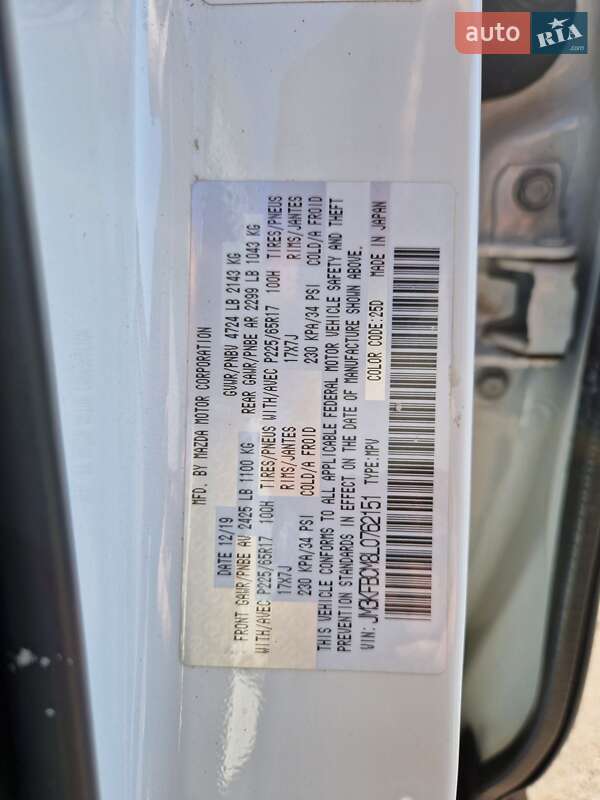 auto RIA.com
MFD. BY MAZDA MOTOR CORPORATION
DATE 12/19 GVWR/PNBV 4724 LB 2143 KG
FRONT GAWR/PNBE AV 2425 LB 1100 KG REAR GAWR/PNBE AR 2299 LB 1043 KG
WITH/AVEC P225/65R17 100H TIRES/PNEUS WITH/AVEC P225/65R17 100H TIRES/PNEUS
17X7J RIMS/JANTES 17X7J RIMS/JANTES
230 KPA/34 PSI COLD/A FROID 230 KPA/34 PSI COLD/A FROID
THIS VEHICLE CONFORMS TO ALL APPLICABLE FEDERAL MOTOR VEHICLE SAFETY AND THEFT
PREVENTION STANDARDS IN EFFECT ON THE DATE OF MANUFACTURE SHOWN ABOVE.
VIN: JM3KFBCM8L0762151 TYPE:MPV COLOR CODE:25D MADE IN JAPAN